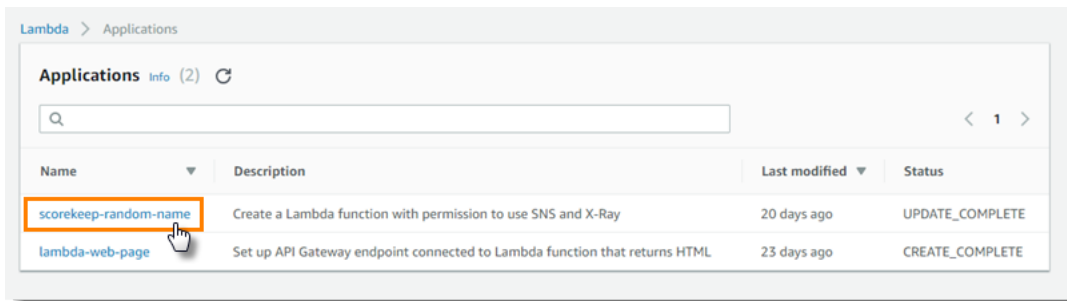 Lambda > Applications
Applications Info (2)
< 1 >
Name Description Last modified Status
scorekeep-random-name Create a Lambda function with permission to use SNS and X-Ray 20 days ago UPDATE_COMPLETE
lambda-web-page Set up API Gateway endpoint connected to Lambda function that returns HTML 23 days ago CREATE_COMPLETE